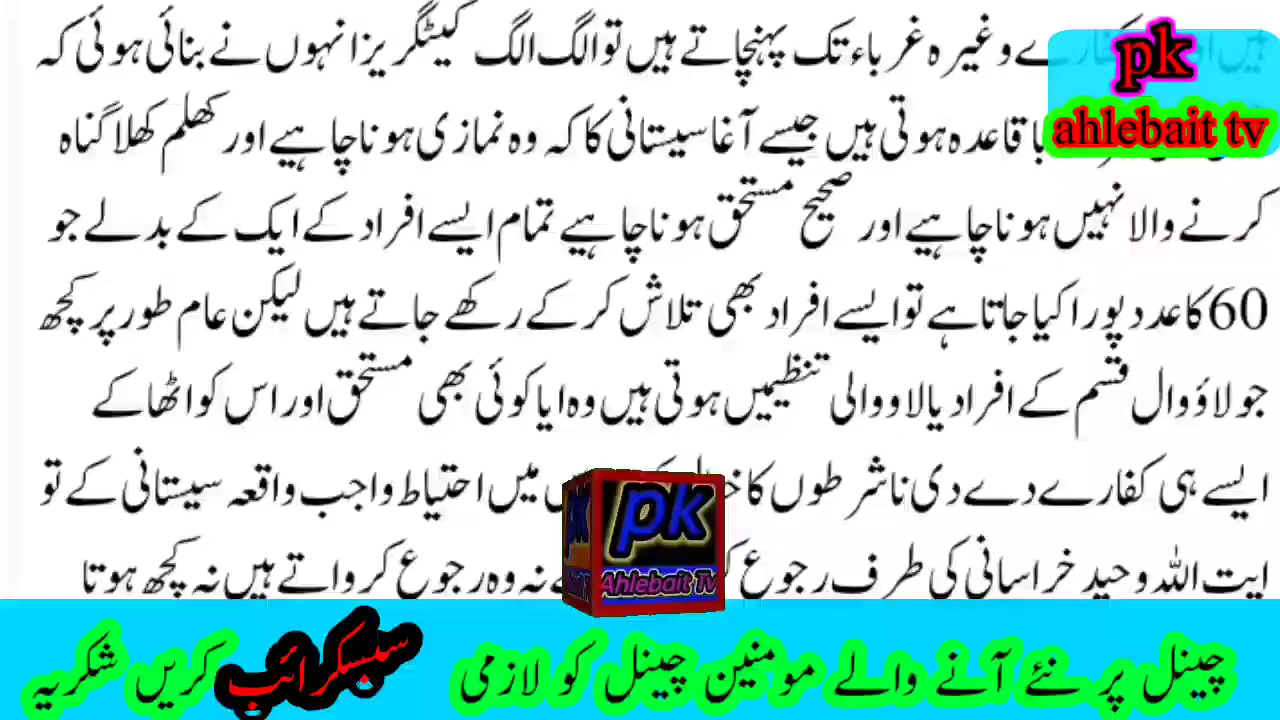 وغیرہ غرباء تک پہنچاتے ہیں تو الگ الگ کیٹگریز انہوں نے بنائی ہوئی کہ
باقاعدہ ہوتی ہیں جیسے آغا سیستانی کا کہ وہ نمازی ہونا چاہیے اور کھلم کھلا گناہ
کرنے والا نہیں ہونا چاہیے اور صحیح مستحق ہونا چاہیے تمام ایسے افراد کے ایک کے بدلے جو
60 کا عدد پورا کیا جاتا ہے تو ایسے افراد بھی تلاش کر کے رکھے جاتے ہیں لیکن عام طور پر کچھ
جو لاؤ وال قسم کے افراد یا لاو والی تنظیمیں ہوتی ہیں وہ ایا کوئی بھی مستحق اور اس کو اٹھا کے
ایسے ہی کفارے دے دی نا شرطوں کا میں احتیاط واجب واقعہ سیستانی کے تو
ایت اللہ وحید خراسانی کی طرف رجوع نہ وہ رجوع کرواتے ہیں نہ کچھ ہوتا
pk
ahlebait tv
pk
Ahlebait Tv
چینل پر نئے آنے والے مومنین چینل کو لازمی سبسکرائب کریں شکریہ